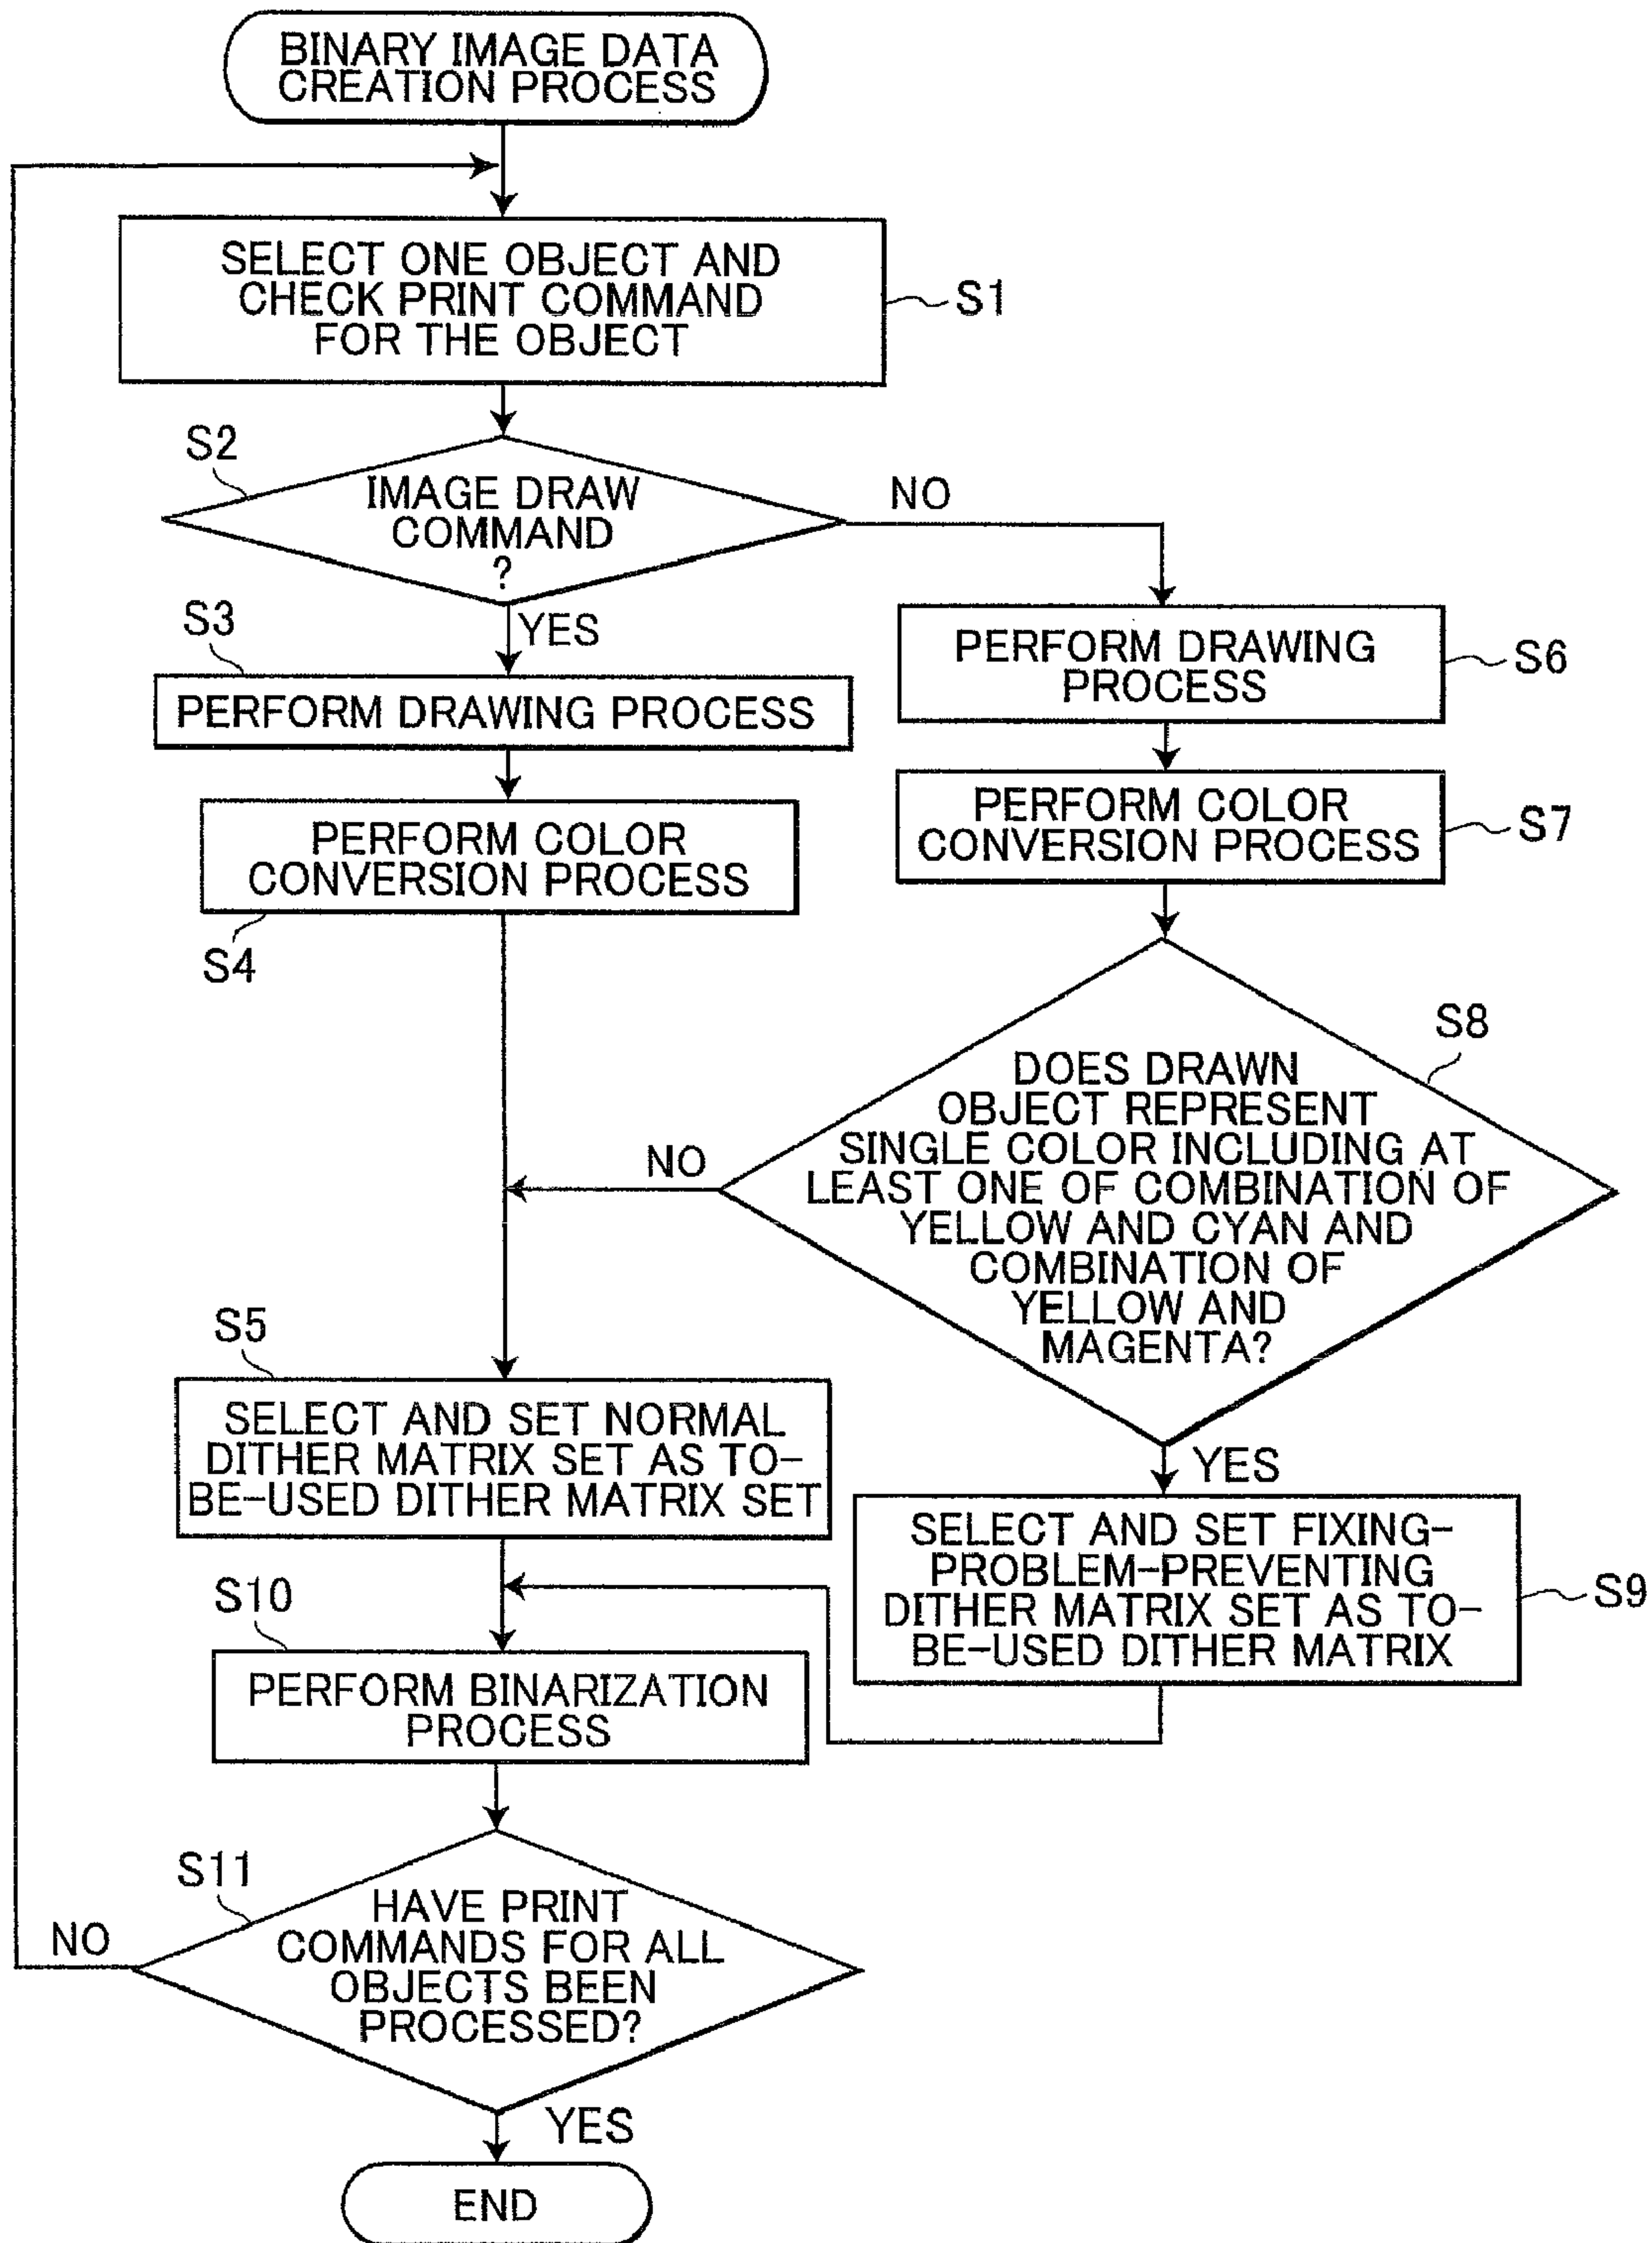 BINARY IMAGE DATA
CREATION PROCESS
SELECT ONE OBJECT AND
CHECK PRINT COMMAND
FOR THE OBJECT
S1
S2
IMAGE DRAW
COMMAND
?
NO
YES
S3
PERFORM DRAWING PROCESS
PERFORM COLOR
CONVERSION PROCESS
S4
PERFORM DRAWING
PROCESS
S6
PERFORM COLOR
CONVERSION PROCESS
S7
S8
DOES DRAWN
OBJECT REPRESENT
SINGLE COLOR INCLUDING AT
LEAST ONE OF COMBINATION OF
YELLOW AND CYAN AND
COMBINATION OF
YELLOW AND
MAGENTA?
NO
YES
S5
SELECT AND SET NORMAL
DITHER MATRIX SET AS TO-
BE-USED DITHER MATRIX SET
SELECT AND SET FIXING-
PROBLEM-PREVENTING
DITHER MATRIX SET AS TO-
BE-USED DITHER MATRIX
S9
S10
PERFORM BINARIZATION
PROCESS
S11
HAVE PRINT
COMMANDS FOR ALL
OBJECTS BEEN
PROCESSED?
NO
YES
END